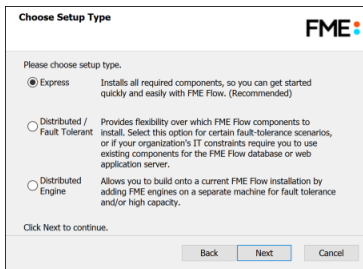 Choose Setup Type
FME
Please choose setup type.
Express
Installs all required components, so you can get started
quickly and easily with FME Flow. (Recommended)
Distributed /
Fault Tolerant
Provides flexibility over which FME Flow components to
install. Select this option for certain fault-tolerance scenarios,
or if your organization's IT constraints require you to use
existing components for the FME Flow database or web
application server.
Distributed
Engine
Allows you to build onto a current FME Flow installation by
adding FME engines on a separate machine for fault tolerance
and/or high capacity.
Click Next to continue.
Back
Next
Cancel